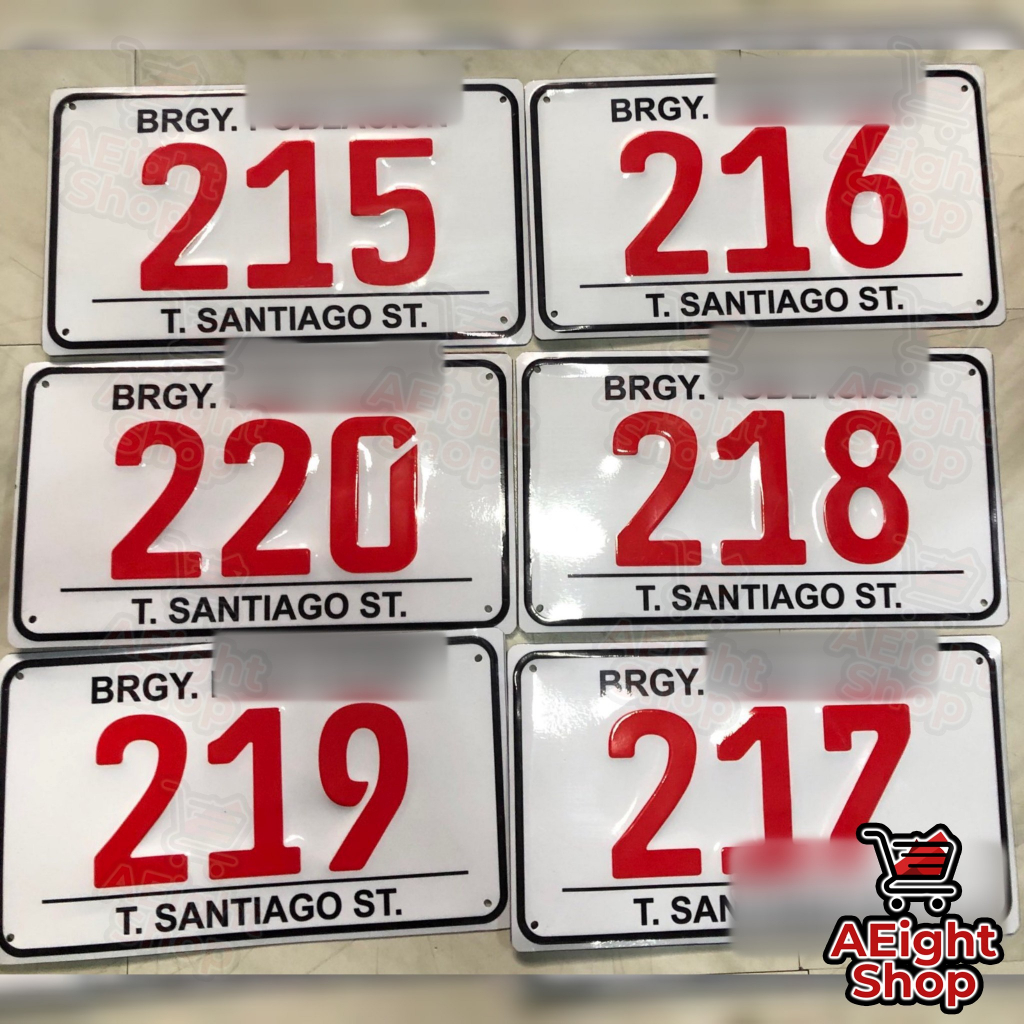 BRGY.
215
T. SANTIAGO ST.
BRGY.
216
T. SANTIAGO ST.
BRGY.
220
T. SANTIAGO ST.
BRGY.
218
T. SANTIAGO ST.
BRGY.
219
T. SANTIAGO ST.
BRGY.
217
T. SAN
AEight
Shop